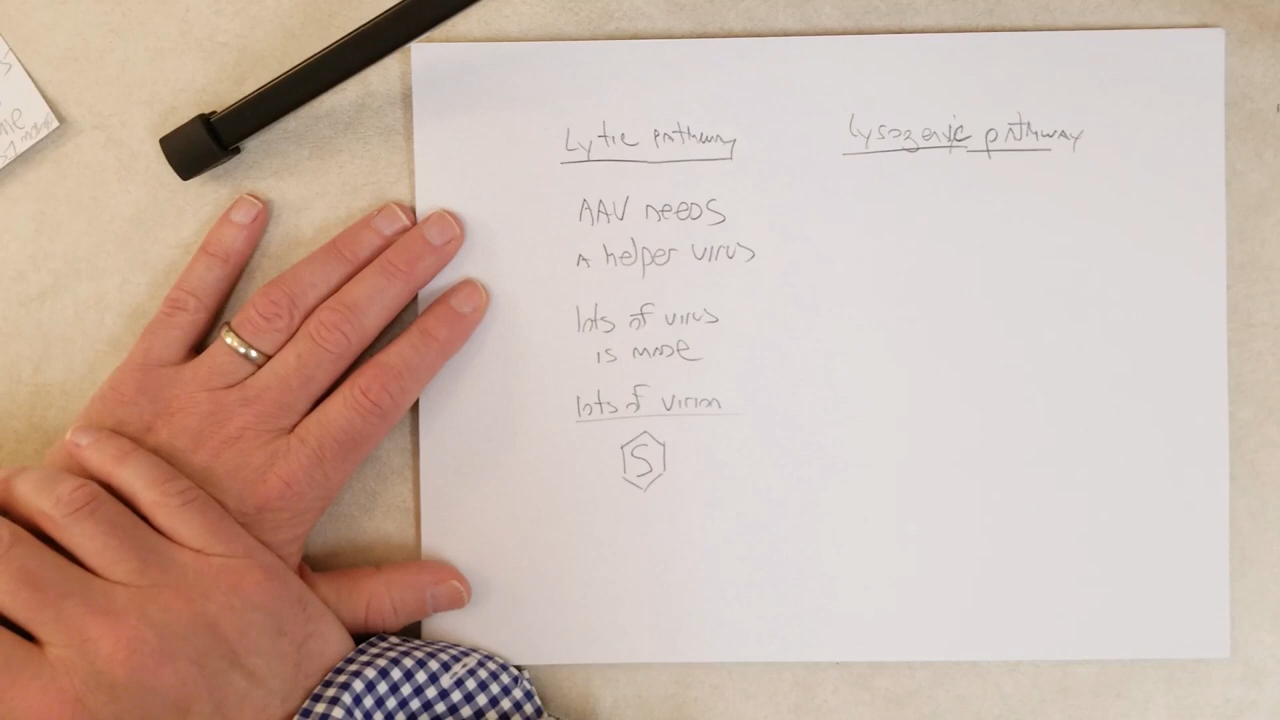 Lytic pathway
Lysogenic pathway
AAV needs
A helper virus
lots of virus
is made
lots of virion
S